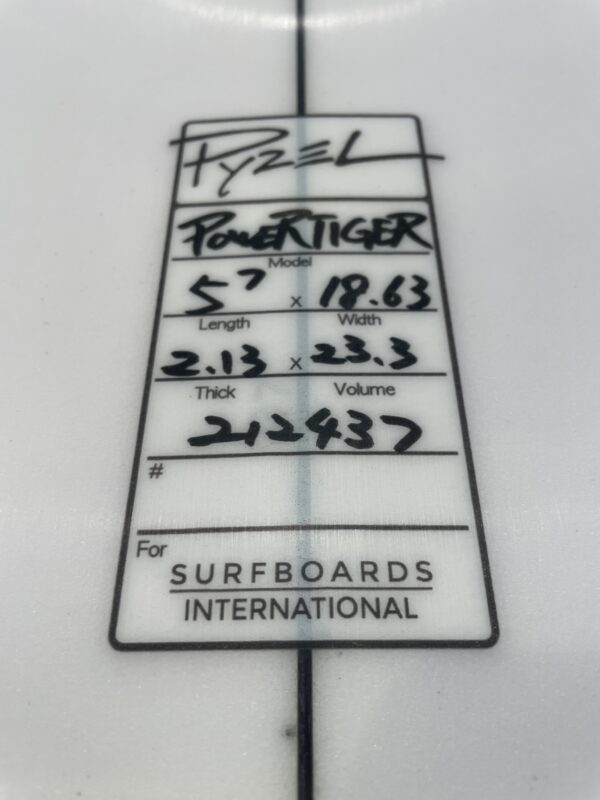 PYZEL
POWERTIGER
Model
5 7 x 18.63
Length Width
2.13 x 23.3
Thick Volume
212437
#
For
SURFBOARDS
INTERNATIONAL